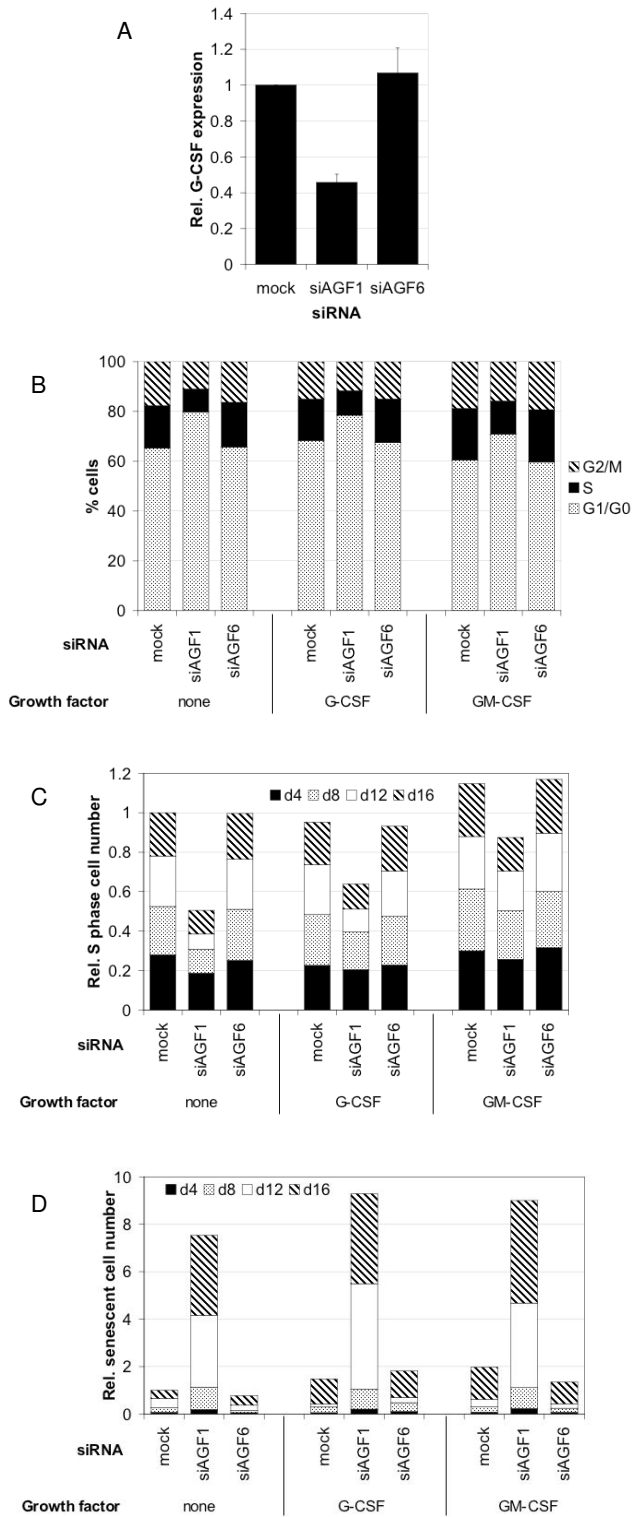 A
Rel. G-CSF expression
1.4
1.2
1
0.8
0.6
0.4
0.2
0
mock siAGF1 siAGF6
siRNA
B
% cells
100
80
60
40
20
0
G2/M
S
G1/G0
siRNA
mock siAGF1 siAGF6 mock siAGF1 siAGF6 mock siAGF1 siAGF6
Growth factor none G-CSF GM-CSF
C
Rel. S phase cell number
1.2
1
0.8
0.6
0.4
0.2
0
d4 d8 d12 d16
siRNA
mock siAGF1 siAGF6 mock siAGF1 siAGF6 mock siAGF1 siAGF6
Growth factor none G-CSF GM-CSF
D
Rel. senescent cell number
10
8
6
4
2
0
d4 d8 d12 d16
siRNA
mock siAGF1 siAGF6 mock siAGF1 siAGF6 mock siAGF1 siAGF6
Growth factor none G-CSF GM-CSF